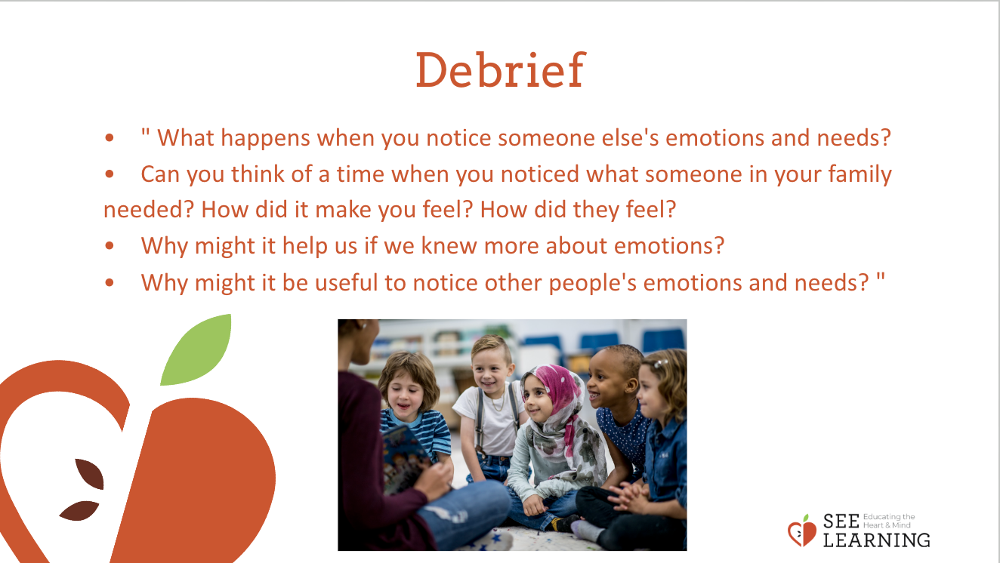 Debrief
• " What happens when you notice someone else's emotions and needs?
• Can you think of a time when you noticed what someone in your family
needed? How did it make you feel? How did they feel?
• Why might it help us if we knew more about emotions?
• Why might it be useful to notice other people's emotions and needs? "
SEE Educating the
Heart & Mind
LEARNING